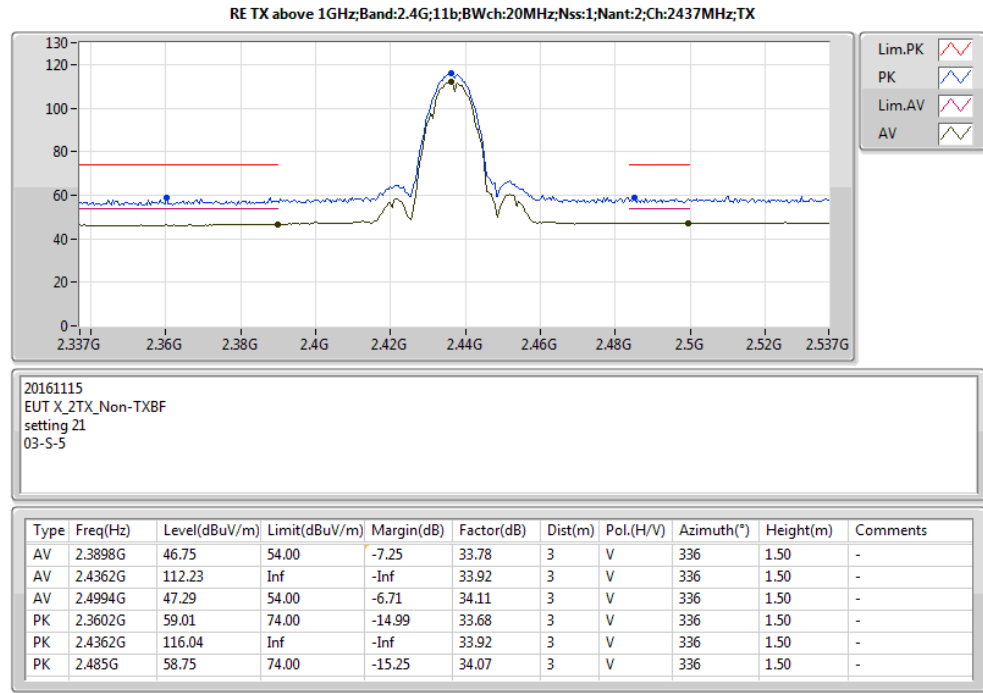 RE TX above 1GHz;Band:2.4G;11b;BWch:20MHz;Nss:1;Nant:2;Ch:2437MHz;TX
130
120
100
80
60
40
20
0
2.337G 2.36G 2.38G 2.4G 2.42G 2.44G 2.46G 2.48G 2.5G 2.52G 2.537G
Lim.PK
PK
Lim.AV
AV
20161115
EUT X_2TX_Non-TXBF
setting 21
03-S-5
Type Freq(Hz) Level(dBuV/m) Limit(dBuV/m) Margin(dB) Factor(dB) Dist(m) Pol.(H/V) Azimuth(°) Height(m) Comments
AV 2.3898G 46.75 54.00 -7.25 33.78 3 V 336 1.50 -
AV 2.4362G 112.23 Inf -Inf 33.92 3 V 336 1.50 -
AV 2.4994G 47.29 54.00 -6.71 34.11 3 V 336 1.50 -
PK 2.3602G 59.01 74.00 -14.99 33.68 3 V 336 1.50 -
PK 2.4362G 116.04 Inf -Inf 33.92 3 V 336 1.50 -
PK 2.485G 58.75 74.00 -15.25 34.07 3 V 336 1.50 -